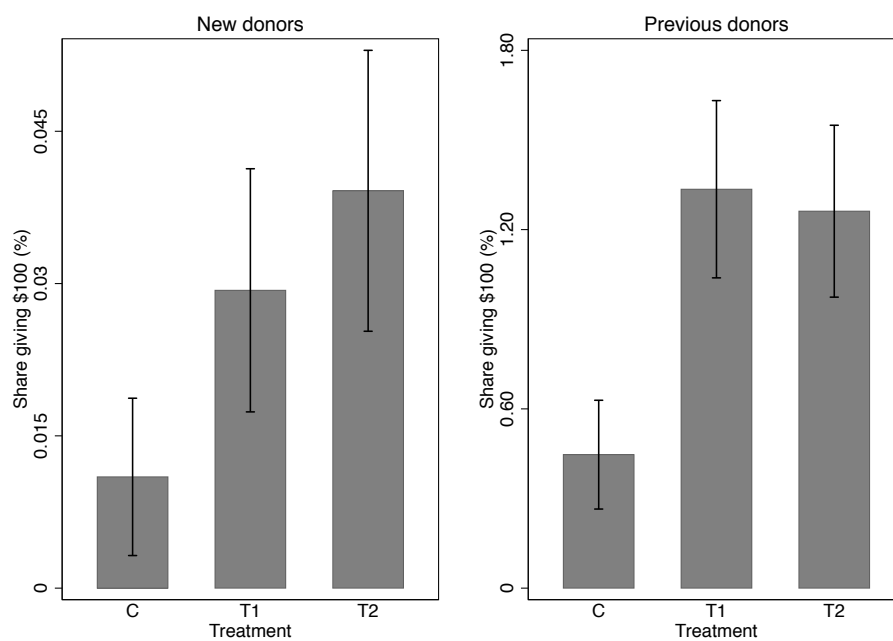 New donors
Share giving $100 (%)
0.045
0.03
0.015
0
C T1 T2
Treatment
Previous donors
Share giving $100 (%)
1.80
1.20
0.60
0
C T1 T2
Treatment